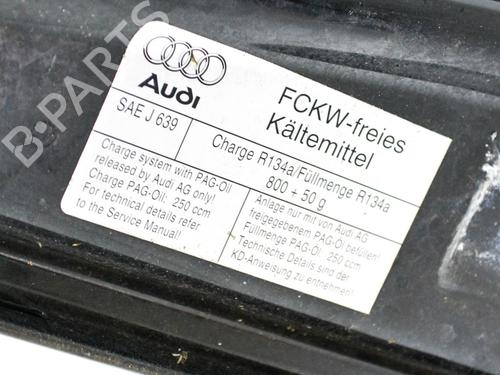 Audi
FCKW-freies
Kältemittel
SAE J 639
Charge R134a/Füllmenge R134a
800 + 50 g
Charge system with PAG-Oil
released by Audi AG only!
Charge PAG-Oil: 250 ccm
For technical details refer
to the Service Manual!
Anlage nur mit von Audi AG
freigegebenem PAG-Öl befüllen!
Füllmenge PAG-Öl: 250 ccm
Technische Details sind der
KD-Anweisung zu entnehmen!
B-PARTS